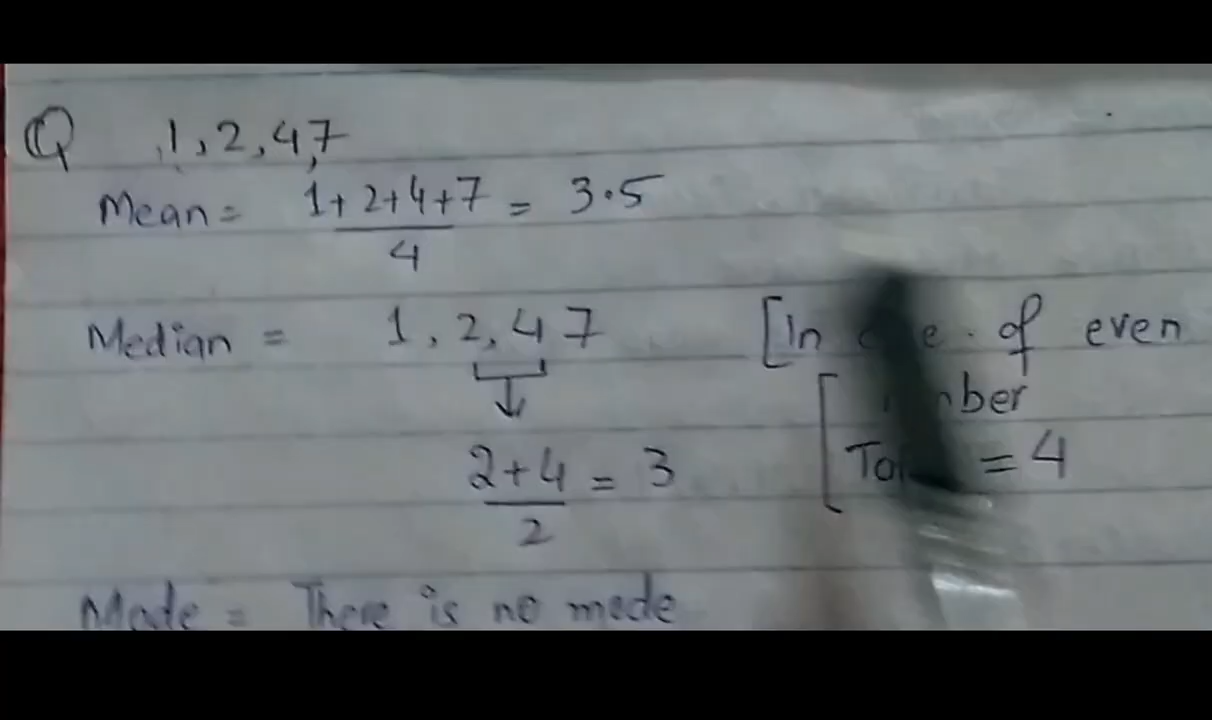 Q 1, 2, 4, 7
Mean = 1+2+4+7 = 3.5
4
Median = 1, 2, 4 7 [In of even
2+4 = 3 = 4
2
Mode = There is no mode